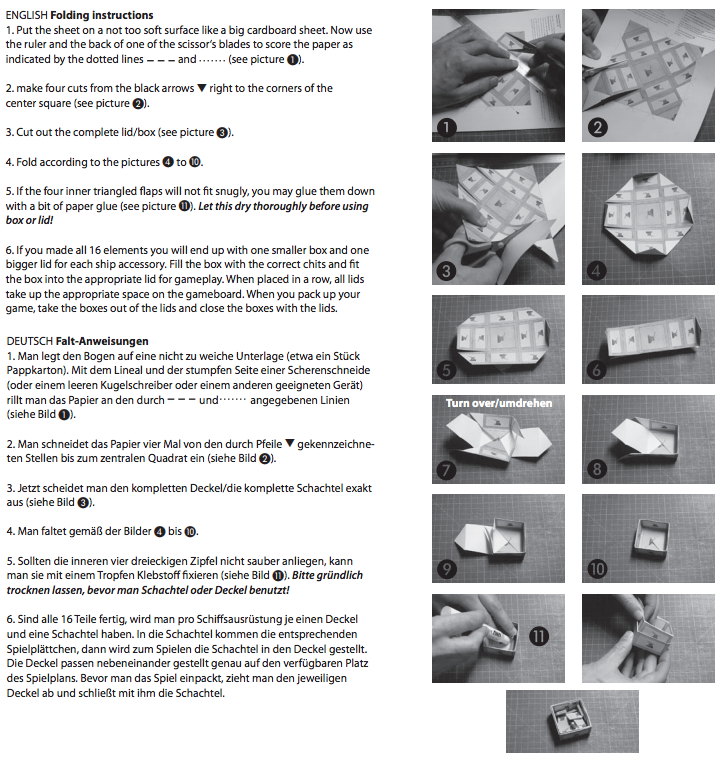 ENGLISH Folding instructions
1. Put the sheet on a not too soft surface like a big cardboard sheet. Now use
the ruler and the back of one of the scissor's blades to score the paper as
indicated by the dotted lines – – – and ······· (see picture ❶).
2. make four cuts from the black arrows ▼ right to the corners of the
center square (see picture ❷).
3. Cut out the complete lid/box (see picture ❸).
4. Fold according to the pictures ❹ to ❿.
5. If the four inner triangled flaps will not fit snugly, you may glue them down
with a bit of paper glue (see picture ⓫). Let this dry thoroughly before using
box or lid!
6. If you made all 16 elements you will end up with one smaller box and one
bigger lid for each ship accessory. Fill the box with the correct chits and fit
the box into the appropriate lid for gameplay. When placed in a row, all lids
take up the appropriate space on the gameboard. When you pack up your
game, take the boxes out of the lids and close the boxes with the lids.
DEUTSCH Falt-Anweisungen
1. Man legt den Bogen auf eine nicht zu weiche Unterlage (etwa ein Stück
Pappkarton). Mit dem Lineal und der stumpfen Seite einer Scherenschneide
(oder einem leeren Kugelschreiber oder einem anderen geeigneten Gerät)
rillt man das Papier an den durch – – – und ······· angegebenen Linien
(siehe Bild ❶).
2. Man schneidet das Papier vier Mal von den durch Pfeile ▼ gekennzeichne-
ten Stellen bis zum zentralen Quadrat ein (siehe Bild ❷).
3. Jetzt scheidet man den kompletten Deckel/die komplette Schachtel exakt
aus (siehe Bild ❸).
4. Man faltet gemäß der Bilder ❹ bis ❿.
5. Sollten die inneren vier dreieckigen Zipfel nicht sauber anliegen, kann
man sie mit einem Tropfen Klebstoff fixieren (siehe Bild ⓫). Bitte gründlich
trocknen lassen, bevor man Schachtel oder Deckel benutzt!
6. Sind alle 16 Teile fertig, wird man pro Schiffsausrüstung je einen Deckel
und eine Schachtel haben. In die Schachtel kommen die entsprechenden
Spielplättchen, dann wird zum Spielen die Schachtel in den Deckel gestellt.
Die Deckel passen nebeneinander gestellt genau auf den verfügbaren Platz
des Spielplans. Bevor man das Spiel einpackt, zieht man den jeweiligen
Deckel ab und schließt mit ihm die Schachtel.
1
2
3
4
5
6
Turn over/umdrehen
7
8
9
10
11